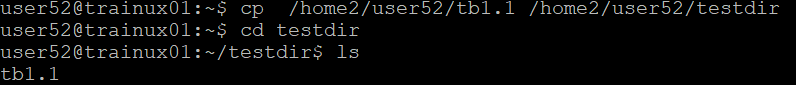 user52@trainux01:~$ cp  /home2/user52/tb1.1 /home2/user52/testdir
user52@trainux01:~$ cd testdir
user52@trainux01:~/testdir$ ls
tb1.1